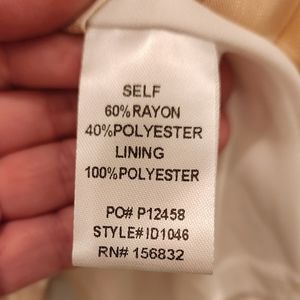 SELF
60%RAYON
40%POLYESTER
LINING
100%POLYESTER
PO# P12458
STYLE#ID1046
RN# 156832